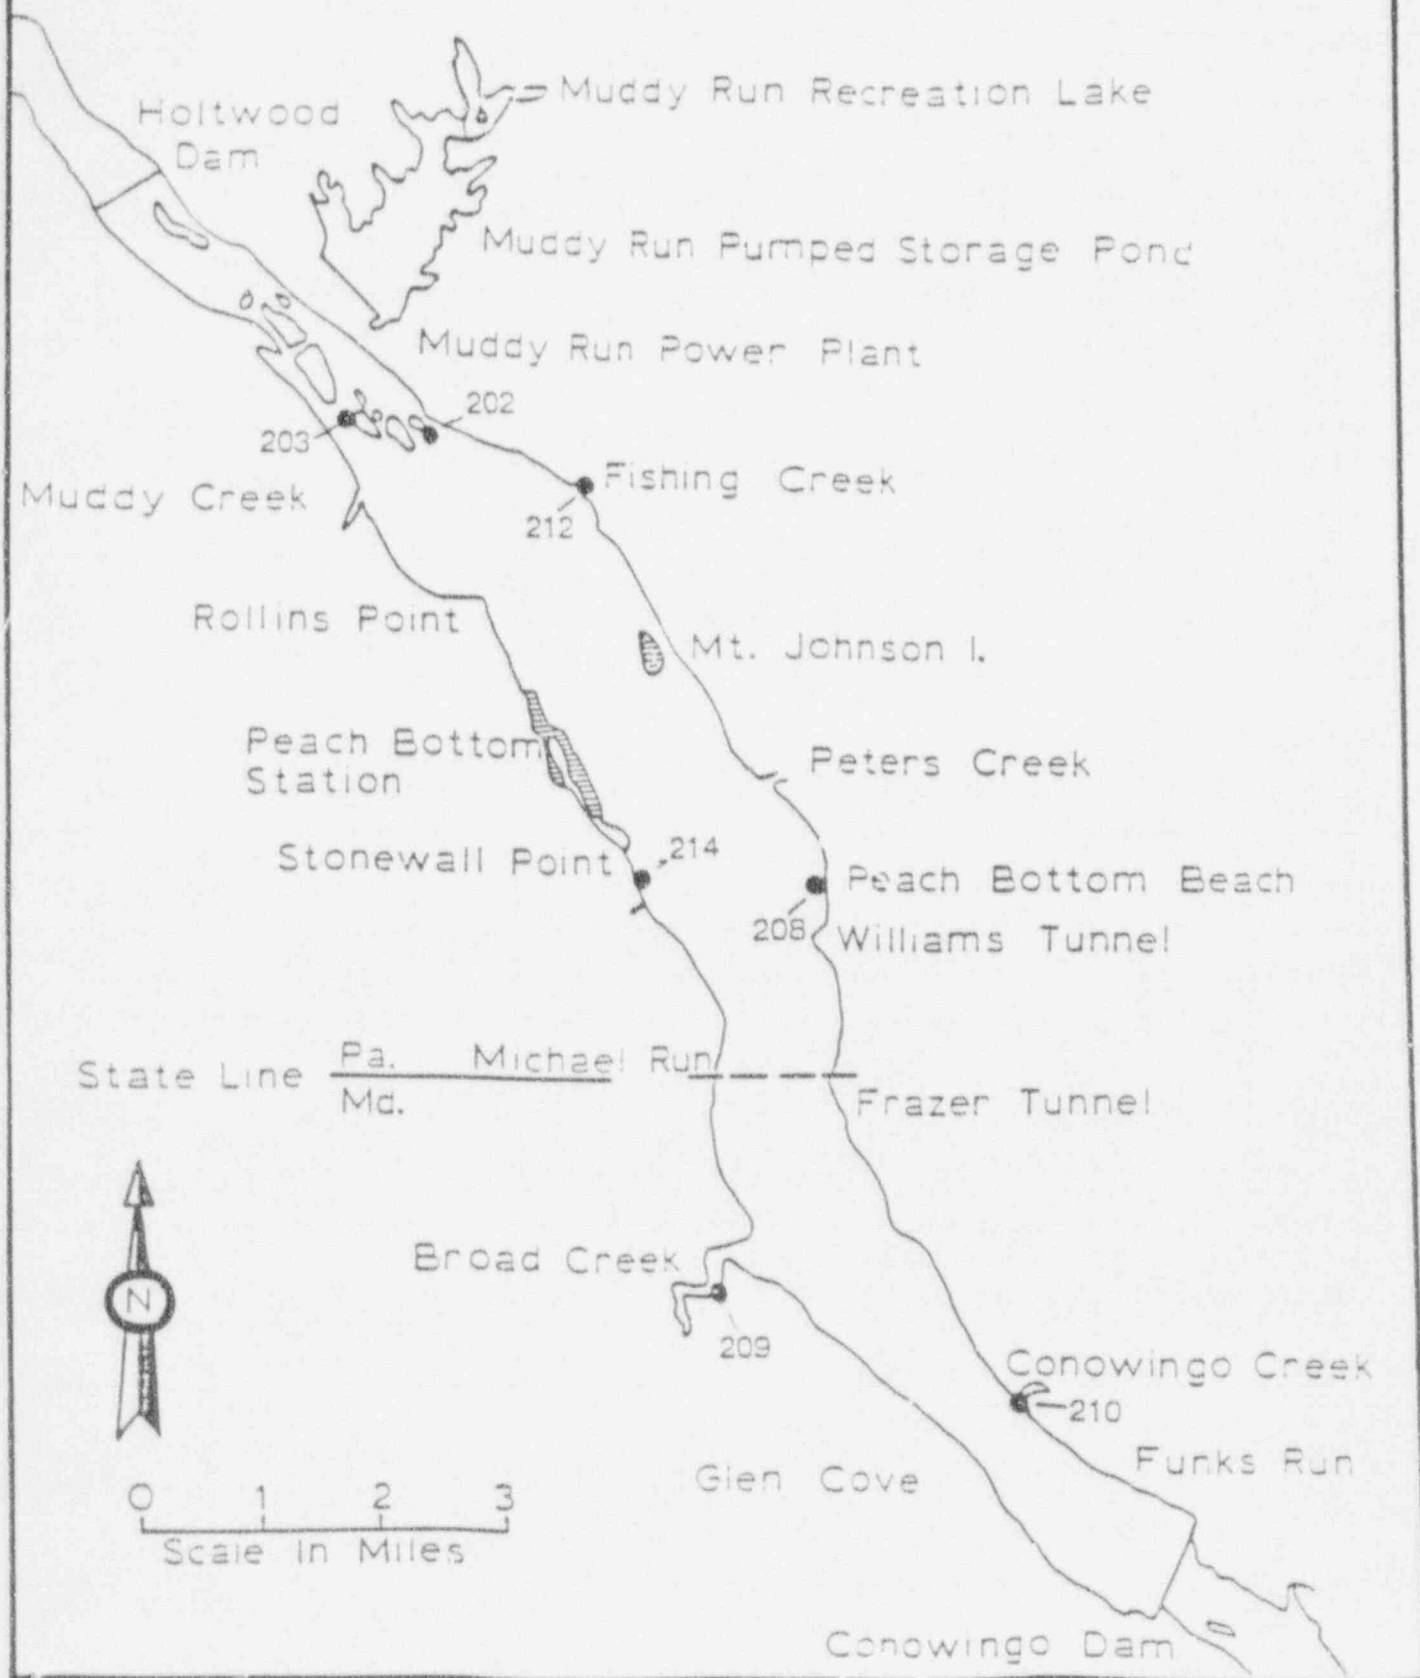 Muddy Run Recreation Lake
Holtwood
Dam
Muddy Run Pumped Storage Pond
Muddy Run Power Plant
202
203
Fishing Creek
Muddy Creek
212
Rollins Point
Mt. Johnson I.
Peach Bottom
Station
Peters Creek
214
Stonewall Point
Peach Bottom Beach
208
Williams Tunnel
Pa.
Michael Run
State Line
Md.
Frazer Tunnel
Broad Creek
N
209
Conowingo Creek
210
Funks Run
Glen Cove
0 1 2 3
Scale In Miles
Conowingo Dam